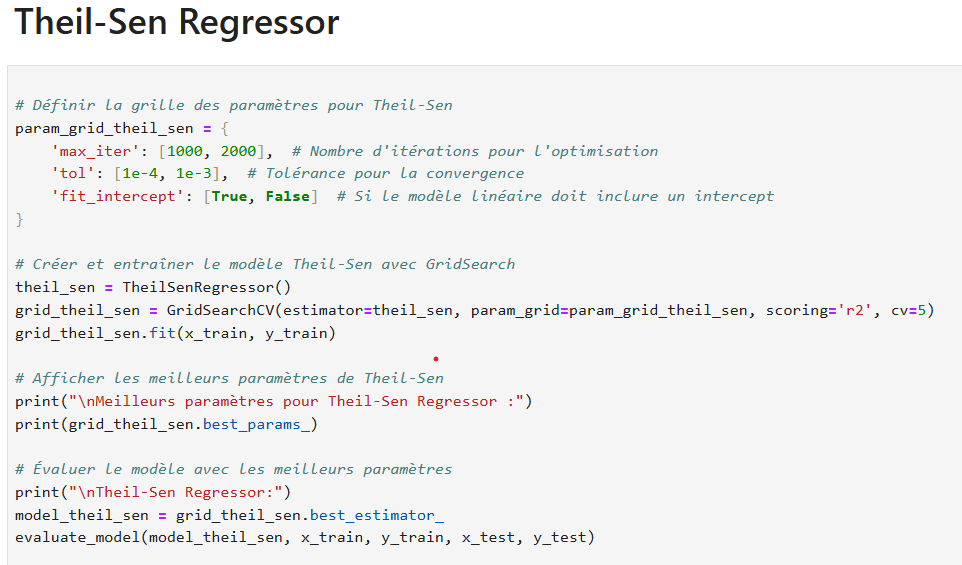 Theil-Sen Regressor
# Définir la grille des paramètres pour Theil-Sen
param_grid_theil_sen = {
    'max_iter': [1000, 2000],  # Nombre d'itérations pour l'optimisation
    'tol': [1e-4, 1e-3],  # Tolérance pour la convergence
    'fit_intercept': [True, False]  # Si le modèle linéaire doit inclure un intercept
}
# Créer et entraîner le modèle Theil-Sen avec GridSearch
theil_sen = TheilSenRegressor()
grid_theil_sen = GridSearchCV(estimator=theil_sen, param_grid=param_grid_theil_sen, scoring='r2', cv=5)
grid_theil_sen.fit(x_train, y_train)
# Afficher les meilleurs paramètres de Theil-Sen
print("\nMeilleurs paramètres pour Theil-Sen Regressor :")
print(grid_theil_sen.best_params_)
# Évaluer le modèle avec les meilleurs paramètres
print("\nTheil-Sen Regressor:")
model_theil_sen = grid_theil_sen.best_estimator_
evaluate_model(model_theil_sen, x_train, y_train, x_test, y_test)